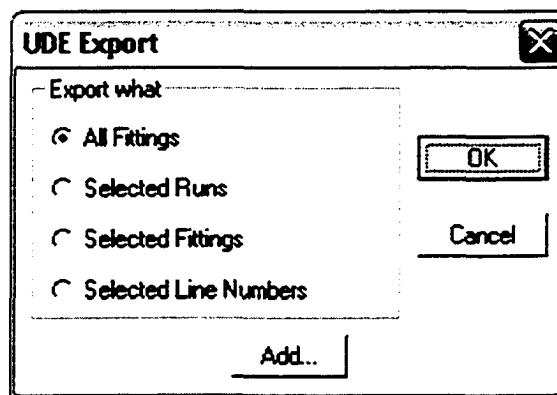 UDE Export
Export what
All Fittings
Selected Runs
Selected Fittings
Selected Line Numbers
OK
Cancel
Add...